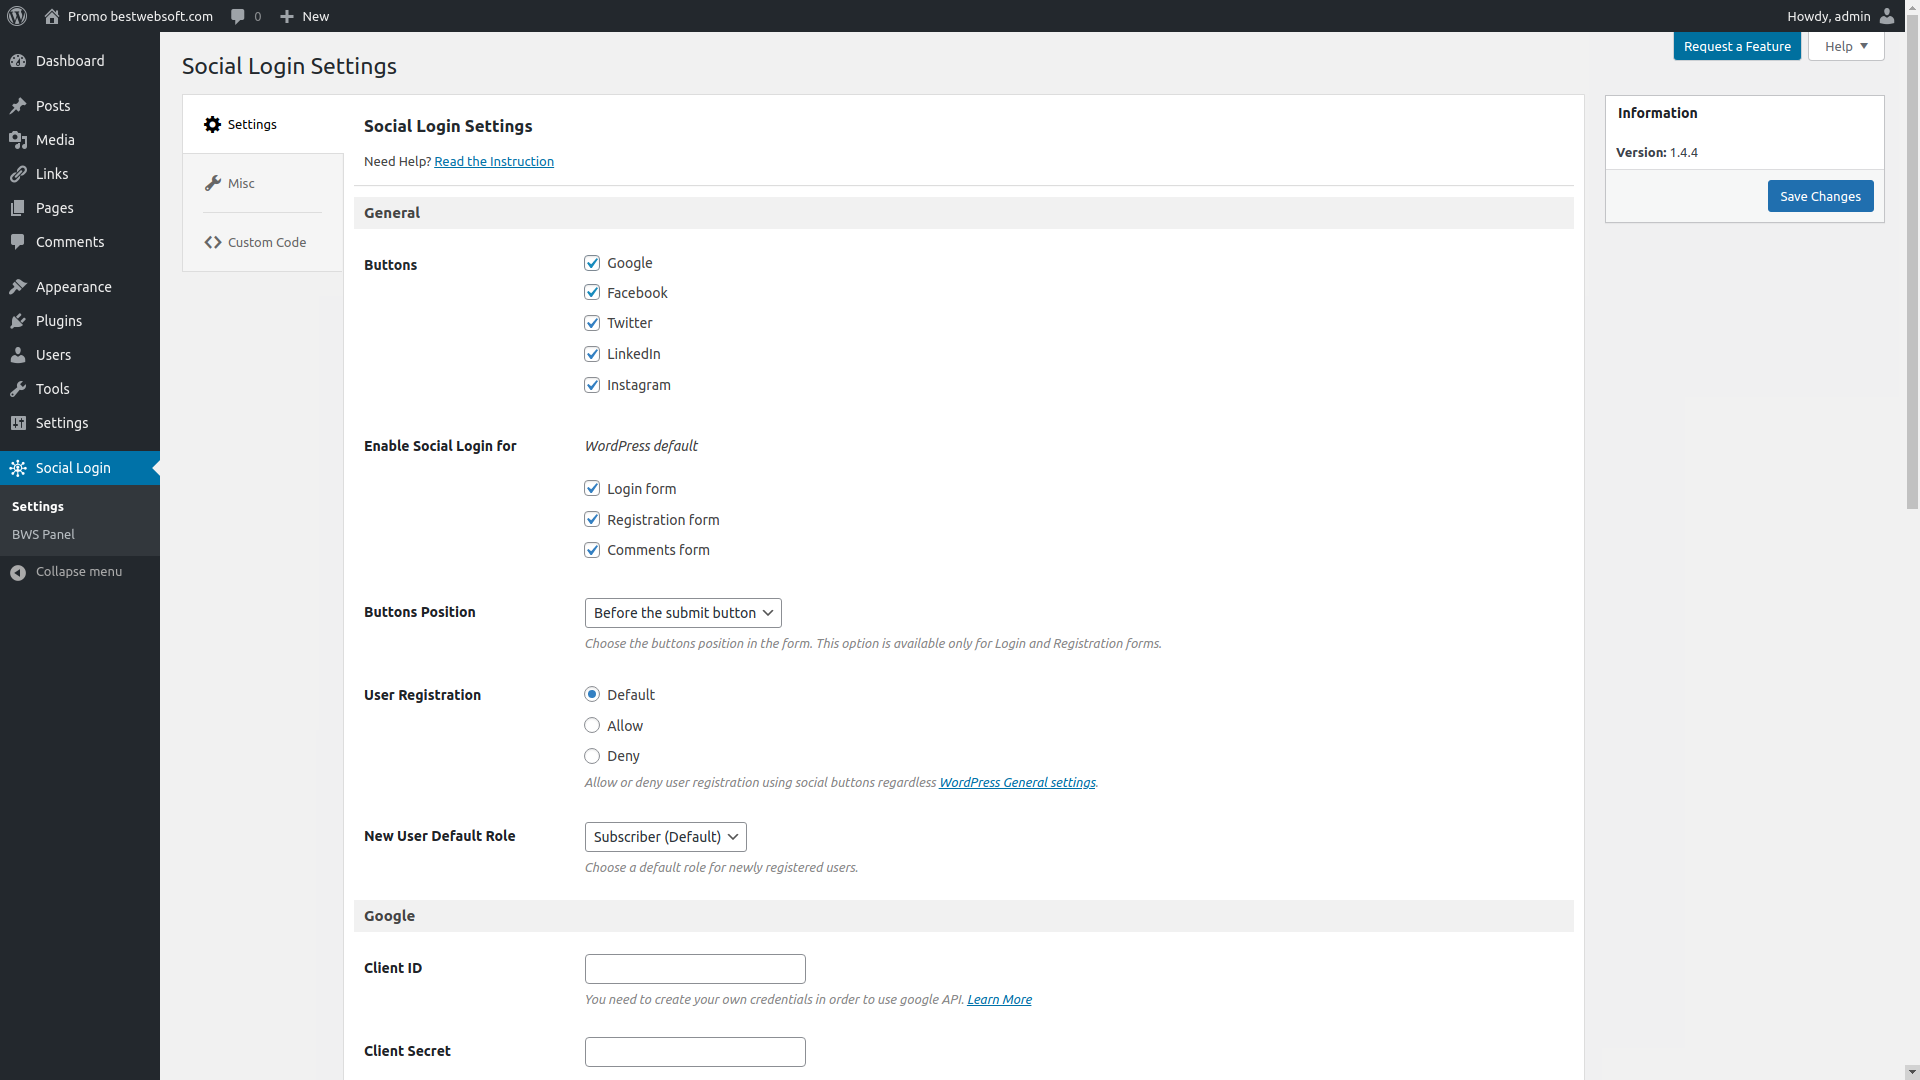 Promo bestwebsoft.com 0 New Howdy, admin
Dashboard
Posts
Media
Links
Pages
Comments
Appearance
Plugins
Users
Tools
Settings
Social Login
Settings
BWS Panel
Collapse menu
Social Login Settings
Request a Feature Help
Settings
Misc
Custom Code
Social Login Settings
Need Help? Read the Instruction
General
Buttons
Google
Facebook
Twitter
LinkedIn
Instagram
Enable Social Login for
WordPress default
Login form
Registration form
Comments form
Buttons Position
Before the submit button
Choose the buttons position in the form. This option is available only for Login and Registration forms.
User Registration
Default
Allow
Deny
Allow or deny user registration using social buttons regardless WordPress General settings.
New User Default Role
Subscriber (Default)
Choose a default role for newly registered users.
Google
Client ID
You need to create your own credentials in order to use google API. Learn More
Client Secret
Information
Version: 1.4.4
Save Changes